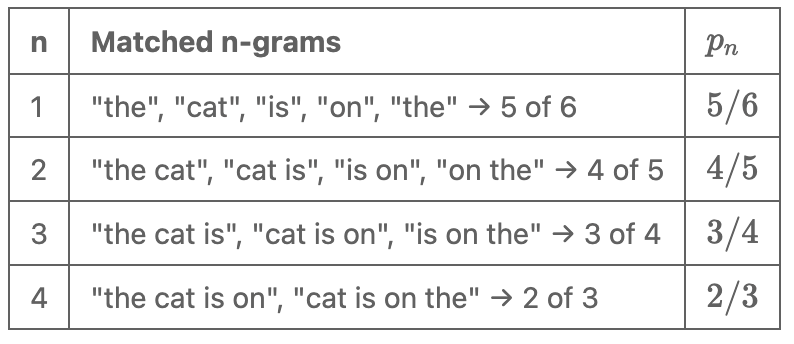 n Matched n-grams pn
1 "the", "cat", "is", "on", "the" → 5 of 6 5/6
2 "the cat", "cat is", "is on", "on the" → 4 of 5 4/5
3 "the cat is", "cat is on", "is on the" → 3 of 4 3/4
4 "the cat is on", "cat is on the" → 2 of 3 2/3